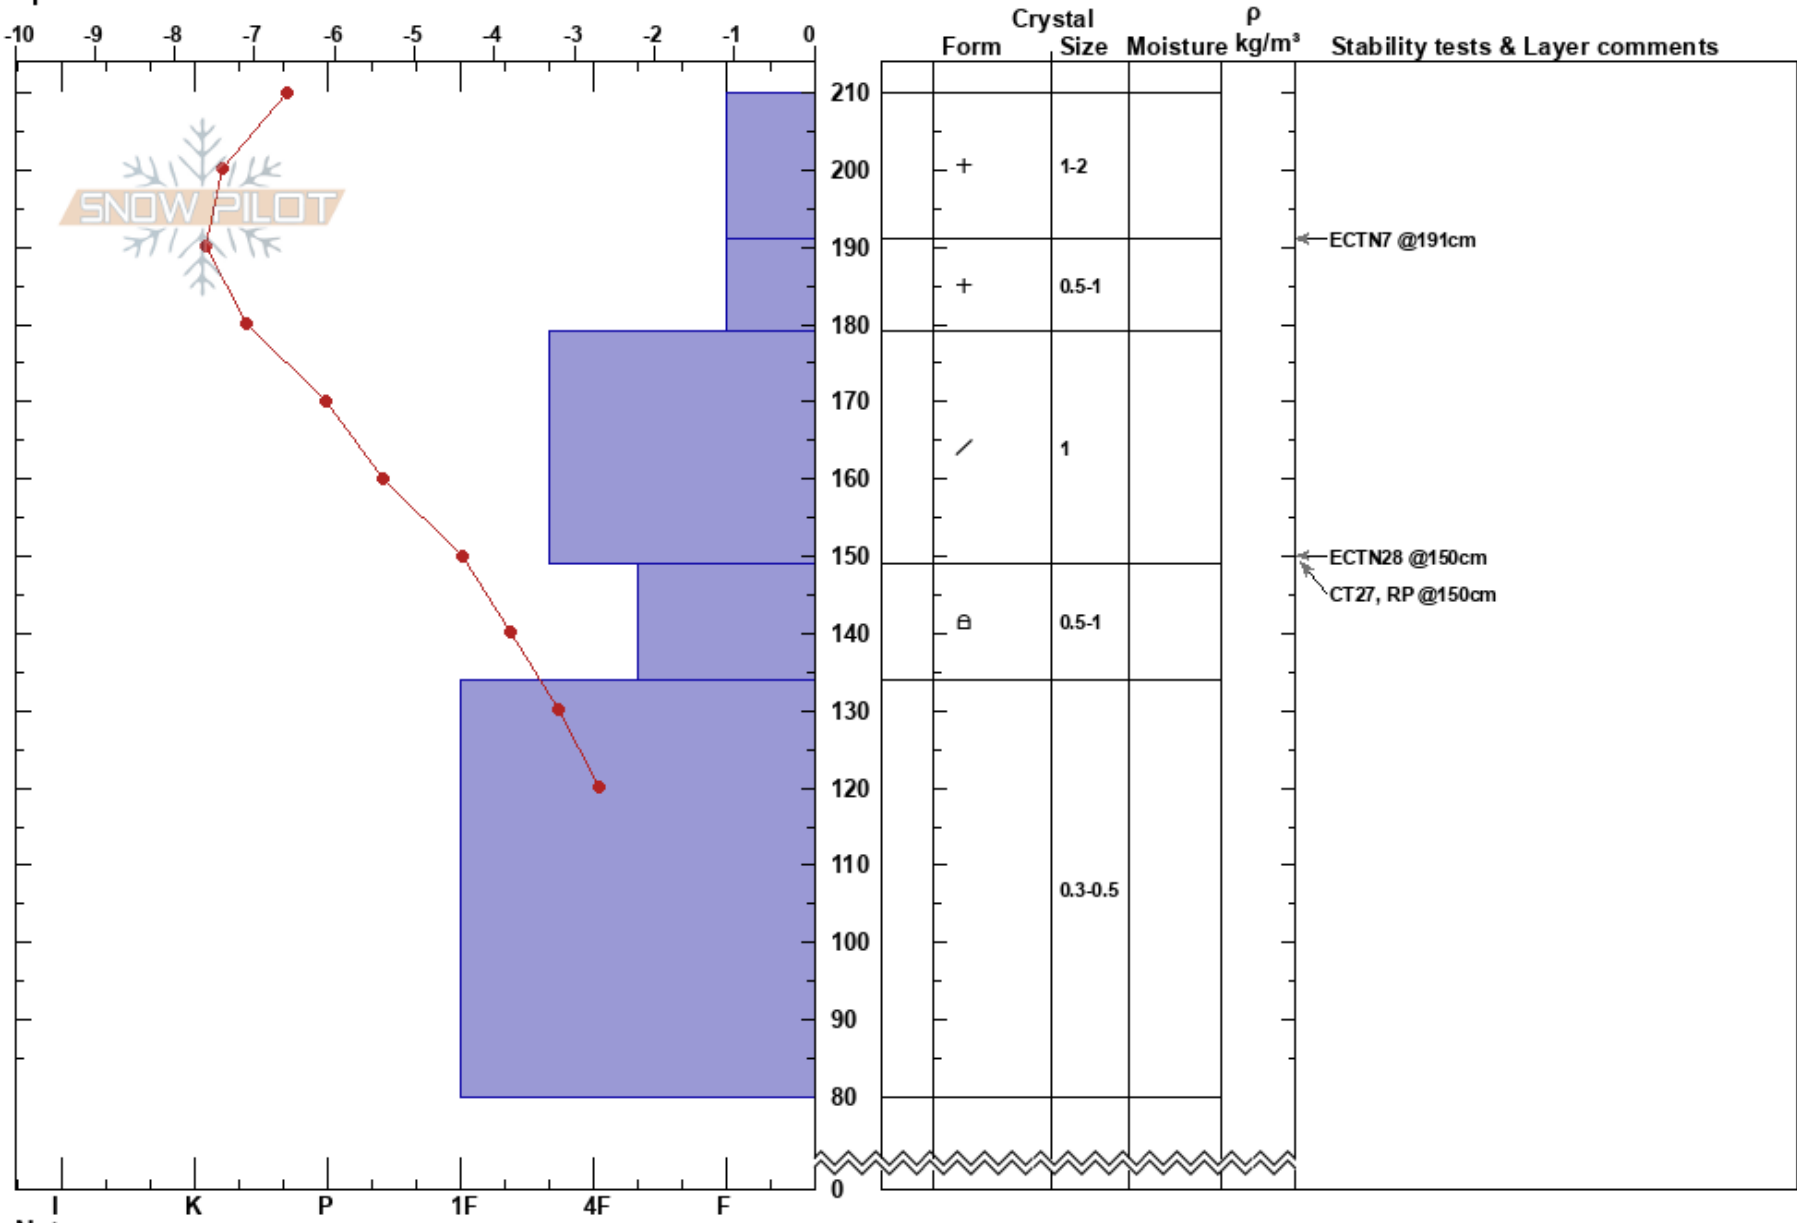 Crystal ρ
-10 -9 -8 -7 -6 -5 -4 -3 -2 -1 0
Form Size Moisture kg/m³ Stability tests & Layer comments
210
SNOW PILOT
200 + 1-2
190 ECTN7 @191cm
+ 0.5-1
180
170
/ 1
160
150 ECTN28 @150cm
CT27, RP @150cm
140 0.5-1
130
120
110
0.3-0.5
100
90
80
0
I K P 1F 4F F